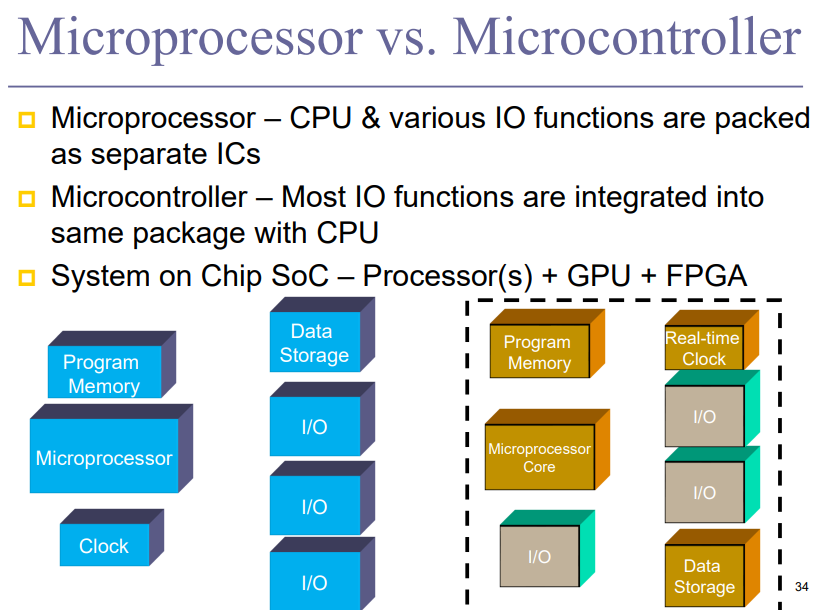 Microprocessor vs. Microcontroller
Microprocessor – CPU & various IO functions are packed
as separate ICs
Microcontroller – Most IO functions are integrated into
same package with CPU
System on Chip SoC – Processor(s) + GPU + FPGA
Program
Memory
Microprocessor
Clock
Data
Storage
I/O
I/O
I/O
Program
Memory
Microprocessor
Core
I/O
Real-time
Clock
I/O
I/O
Data
Storage
34